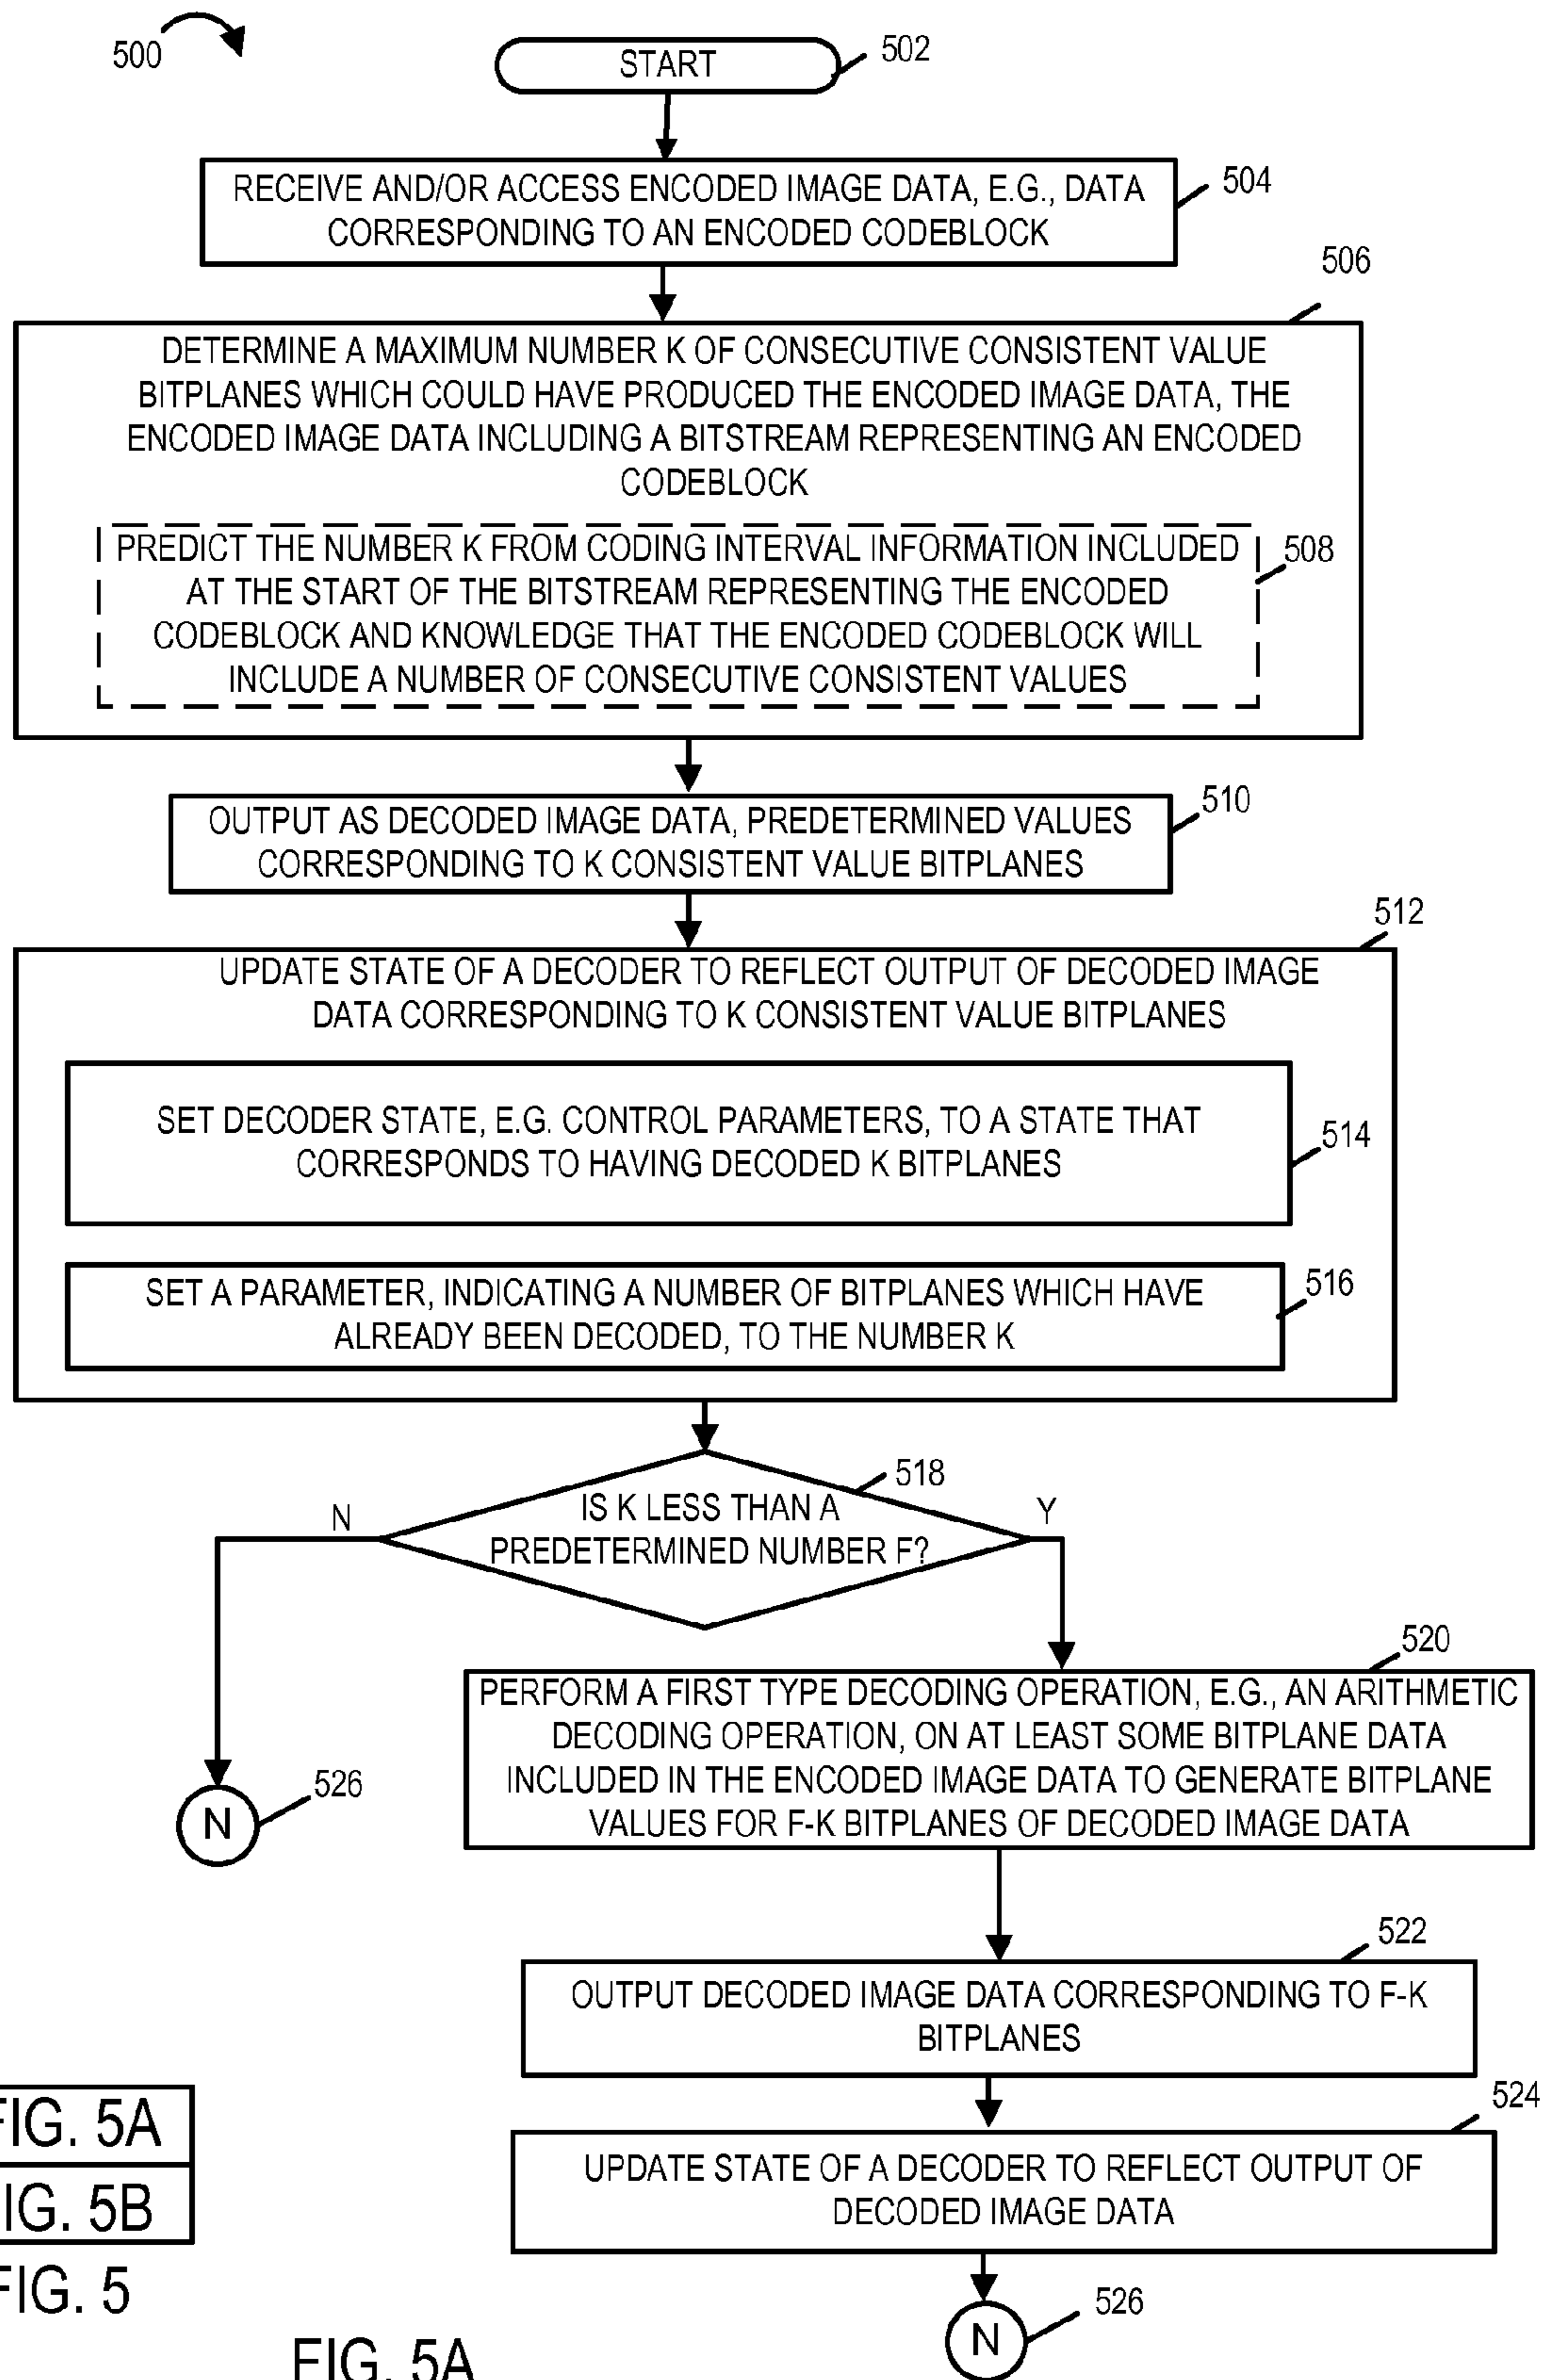 500
START
502
RECEIVE AND/OR ACCESS ENCODED IMAGE DATA, E.G., DATA
CORRESPONDING TO AN ENCODED CODEBLOCK
504
506
DETERMINE A MAXIMUM NUMBER K OF CONSECUTIVE CONSISTENT VALUE
BITPLANES WHICH COULD HAVE PRODUCED THE ENCODED IMAGE DATA, THE
ENCODED IMAGE DATA INCLUDING A BITSTREAM REPRESENTING AN ENCODED
CODEBLOCK
PREDICT THE NUMBER K FROM CODING INTERVAL INFORMATION INCLUDED
AT THE START OF THE BITSTREAM REPRESENTING THE ENCODED
CODEBLOCK AND KNOWLEDGE THAT THE ENCODED CODEBLOCK WILL
INCLUDE A NUMBER OF CONSECUTIVE CONSISTENT VALUES
508
OUTPUT AS DECODED IMAGE DATA, PREDETERMINED VALUES
CORRESPONDING TO K CONSISTENT VALUE BITPLANES
510
512
UPDATE STATE OF A DECODER TO REFLECT OUTPUT OF DECODED IMAGE
DATA CORRESPONDING TO K CONSISTENT VALUE BITPLANES
SET DECODER STATE, E.G. CONTROL PARAMETERS, TO A STATE THAT
CORRESPONDS TO HAVING DECODED K BITPLANES
514
SET A PARAMETER, INDICATING A NUMBER OF BITPLANES WHICH HAVE
ALREADY BEEN DECODED, TO THE NUMBER K
516
518
IS K LESS THAN A
PREDETERMINED NUMBER F?
N
Y
520
PERFORM A FIRST TYPE DECODING OPERATION, E.G., AN ARITHMETIC
DECODING OPERATION, ON AT LEAST SOME BITPLANE DATA
INCLUDED IN THE ENCODED IMAGE DATA TO GENERATE BITPLANE
VALUES FOR F-K BITPLANES OF DECODED IMAGE DATA
N
526
522
OUTPUT DECODED IMAGE DATA CORRESPONDING TO F-K
BITPLANES
524
UPDATE STATE OF A DECODER TO REFLECT OUTPUT OF
DECODED IMAGE DATA
N
526
FIG. 5A
FIG. 5B
FIG. 5
FIG. 5A